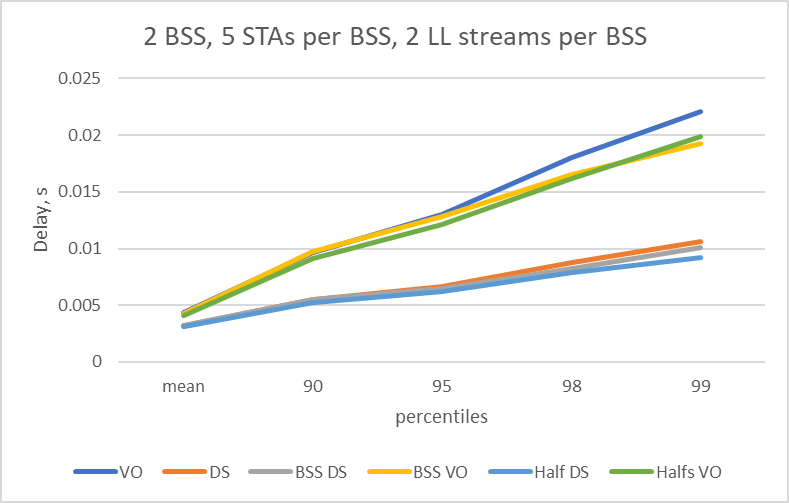 2 BSS, 5 STAs per BSS, 2 LL streams per BSS
0.025
0.02
0.015
0.01
0.005
0
Delay, s
mean 90 95 98 99
percentiles
VO DS BSS DS BSS VO Half DS Halfs VO